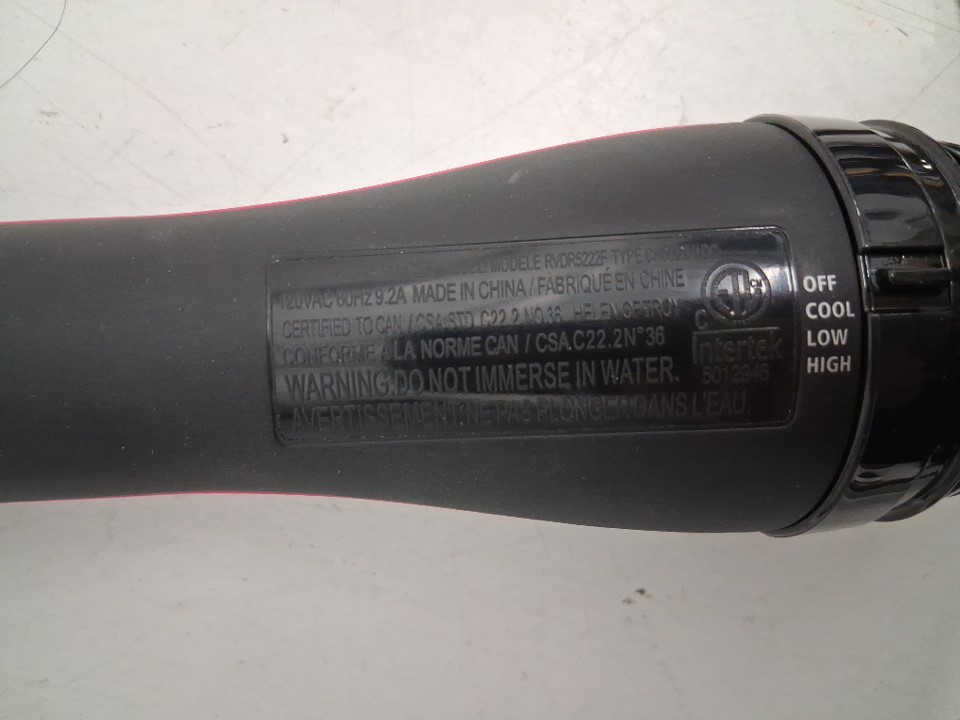 MODELE RVDR5222F TYPE
120VAC 60Hz 9.2A MADE IN CHINA / FABRIQUÉ EN CHINE
CERTIFIED TO CAN / CSA STD. C22.2 NO.36 HELEN OF TROY
CONFORME A LA NORME CAN / CSA.C22.2N°36
WARNING:DO NOT IMMERSE IN WATER.
AVERTISSEMENT:NE PAS PLONGER DANS L'EAU.
C
Intertek
5012946
OFF
COOL
LOW
HIGH